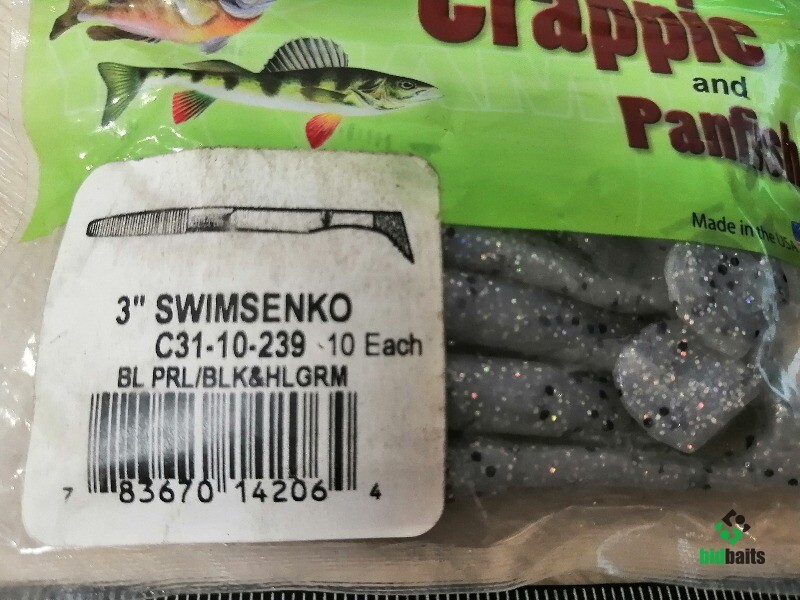 Crappie
and
Panfish
Made in the USA
3" SWIMSENKO
C31-10-239 10 Each
BL PRL/BLK&HLGRM
7 83670 14206 4
bidbaits